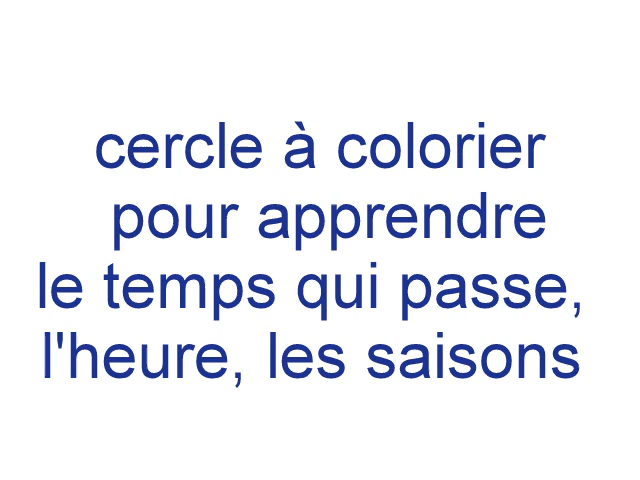 cercle à colorier
pour apprendre
le temps qui passe,
l'heure, les saisons